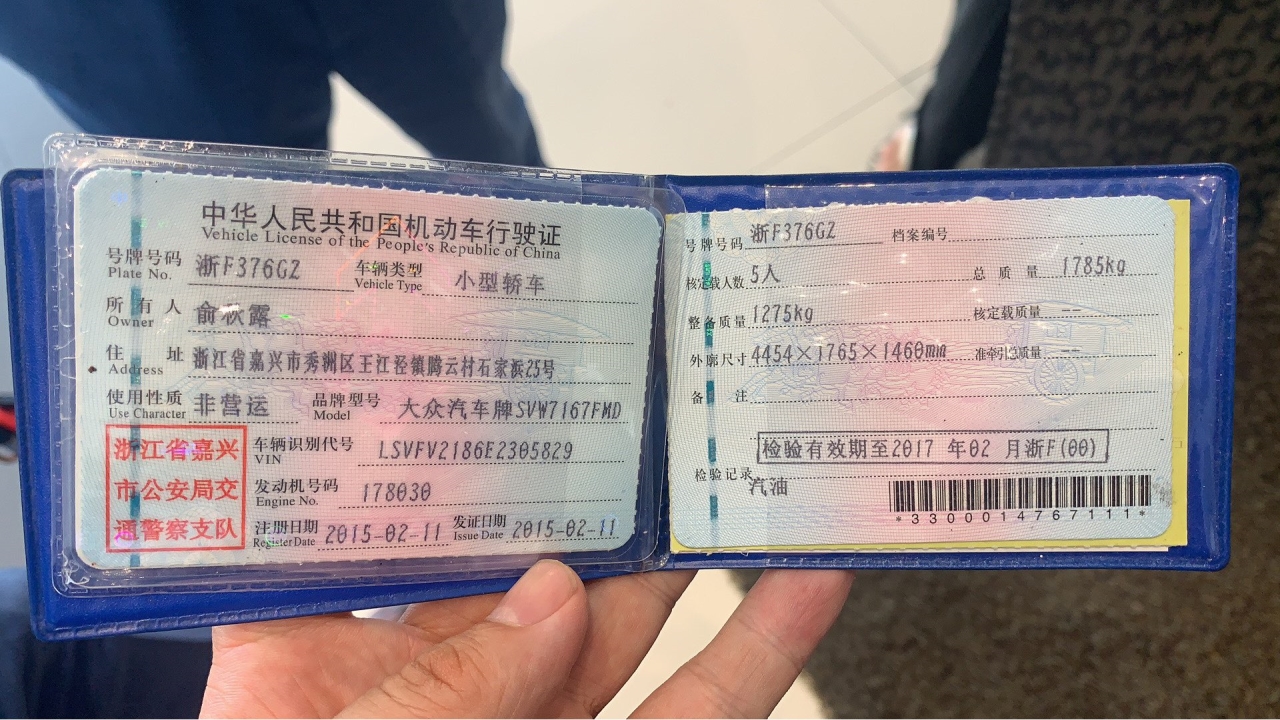 中华人民共和国机动车行驶证
Vehicle License of the People's Republic of China
号牌号码 浙F376GZ 车辆类型 小型轿车
Plate No. Vehicle Type
所有人 俞秋露
Owner
住址 浙江省嘉兴市秀洲区王江泾镇腾云村石家浜25号
Address
使用性质 非营运 品牌型号 大众汽车牌SVW7167FMD
Use Character Model
浙江省嘉兴
市公安局交
通警察支队
车辆识别代号 LSVFV2186E2305829
VIN
发动机号码 178030
Engine No.
注册日期 2015-02-11 发证日期 2015-02-11
Register Date Issue Date
号牌号码 浙F376GZ 档案编号
核定载人数 5人 总质量 1785kg
整备质量 1275kg 核定载质量 --
外廓尺寸 4454×1765×1460mm 准牵引总质量 --
备注
检验有效期至2017 年02 月浙F(00)
检验记录
汽油
*3300014767111*